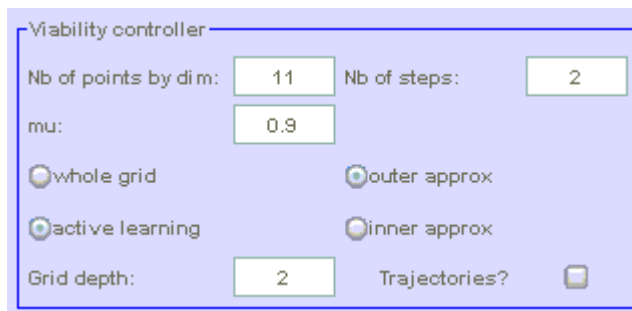 Viability controller
Nb of points by dim: 11 Nb of steps: 2
mu: 0.9
whole grid outer approx
active learning inner approx
Grid depth: 2 Trajectories?